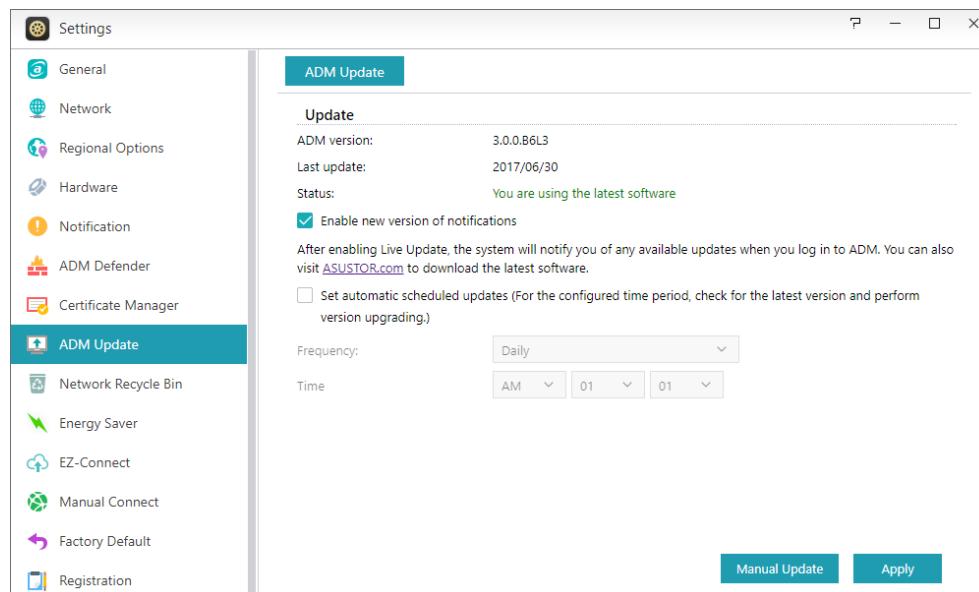 Settings
General
Network
Regional Options
Hardware
Notification
ADM Defender
Certificate Manager
ADM Update
Network Recycle Bin
Energy Saver
EZ-Connect
Manual Connect
Factory Default
Registration
ADM Update
Update
ADM version: 3.0.0.B6L3
Last update: 2017/06/30
Status: You are using the latest software
Enable new version of notifications
After enabling Live Update, the system will notify you of any available updates when you log in to ADM. You can also
visit ASUSTOR.com to download the latest software.
Set automatic scheduled updates (For the configured time period, check for the latest version and perform
version upgrading.)
Frequency: Daily
Time AM 01 01
Manual Update Apply